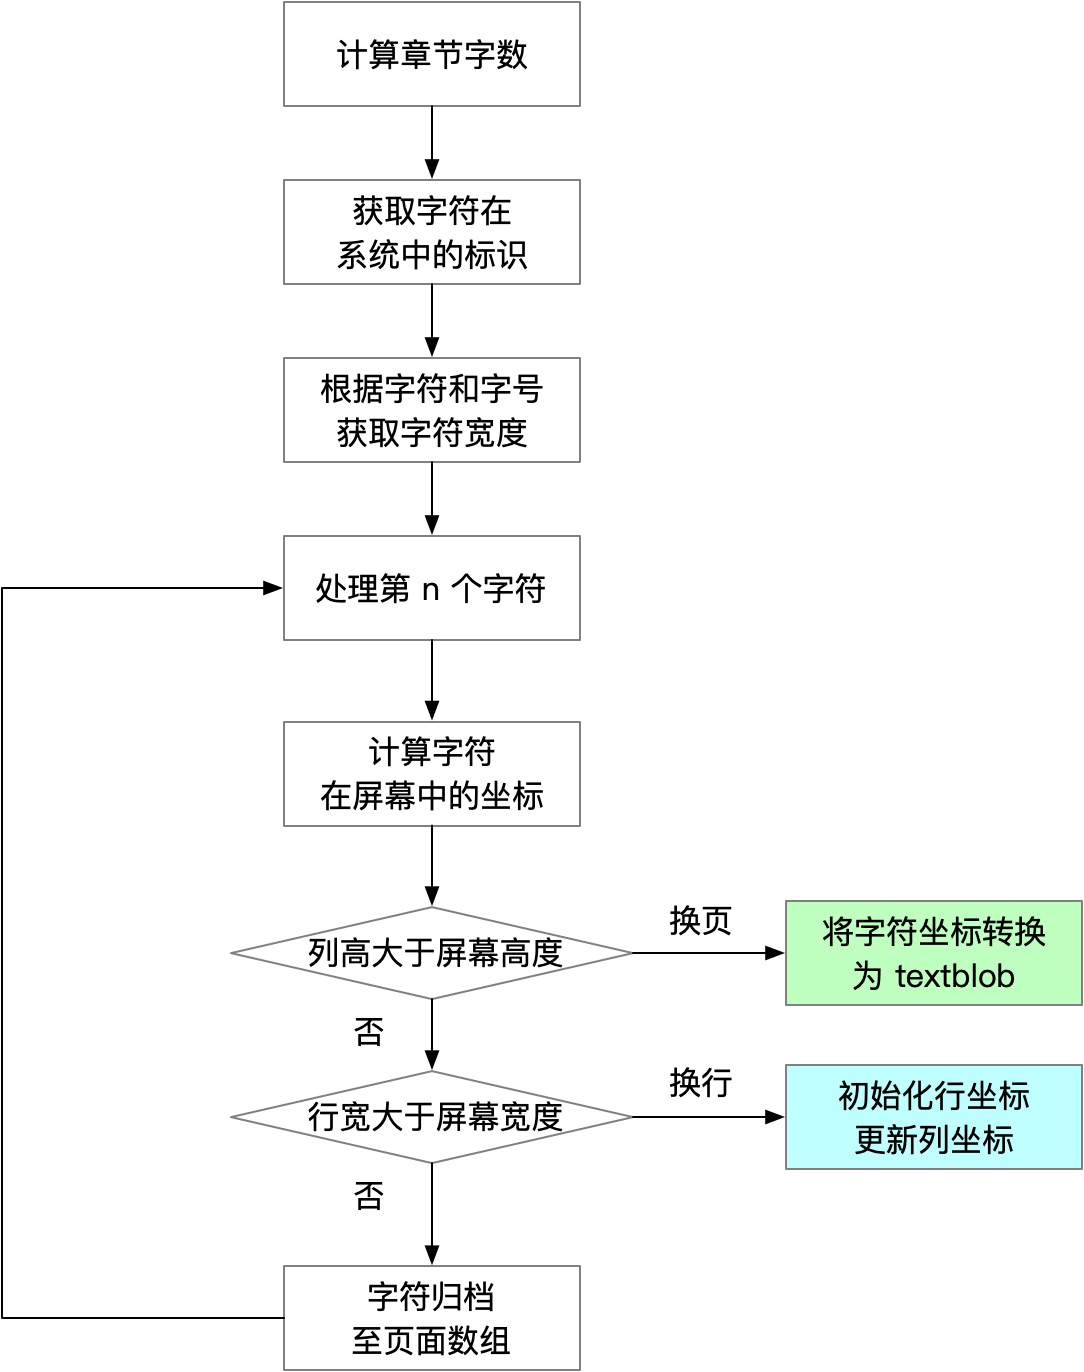 计算章节字数
获取字符在
系统中的标识
根据字符和字号
获取字符宽度
处理第 n 个字符
计算字符
在屏幕中的坐标
列高大于屏幕高度
换页
将字符坐标转换
为 textblob
否
行宽大于屏幕宽度
换行
初始化行坐标
更新列坐标
否
字符归档
至页面数组